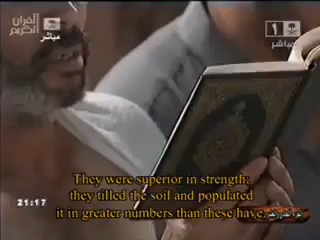 القرآن
الكريم
مباشر
1
مباشر
They were superior in strength;
they tilled the soil and populated
it in greater numbers than these have
21:17